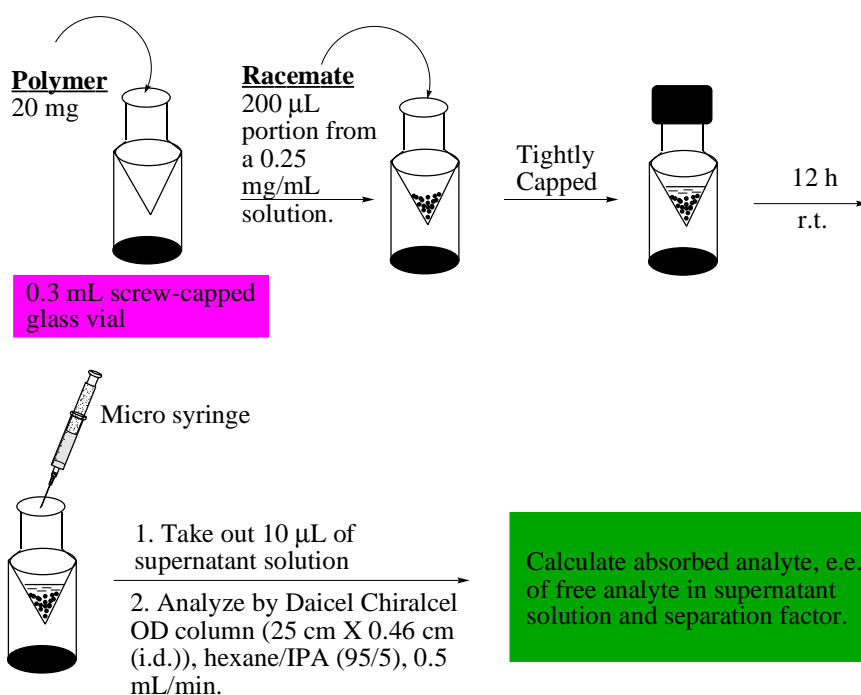 Polymer
20 mg
Racemate
200 μL
portion from
a 0.25
mg/mL
solution.
Tightly
Capped
12 h
r.t.
0.3 mL screw-capped
glass vial
Micro syringe
1. Take out 10 μL of
supernatant solution
2. Analyze by Daicel Chiralcel
OD column (25 cm X 0.46 cm
(i.d.)), hexane/IPA (95/5), 0.5
mL/min.
Calculate absorbed analyte, e.e.
of free analyte in supernatant
solution and separation factor.